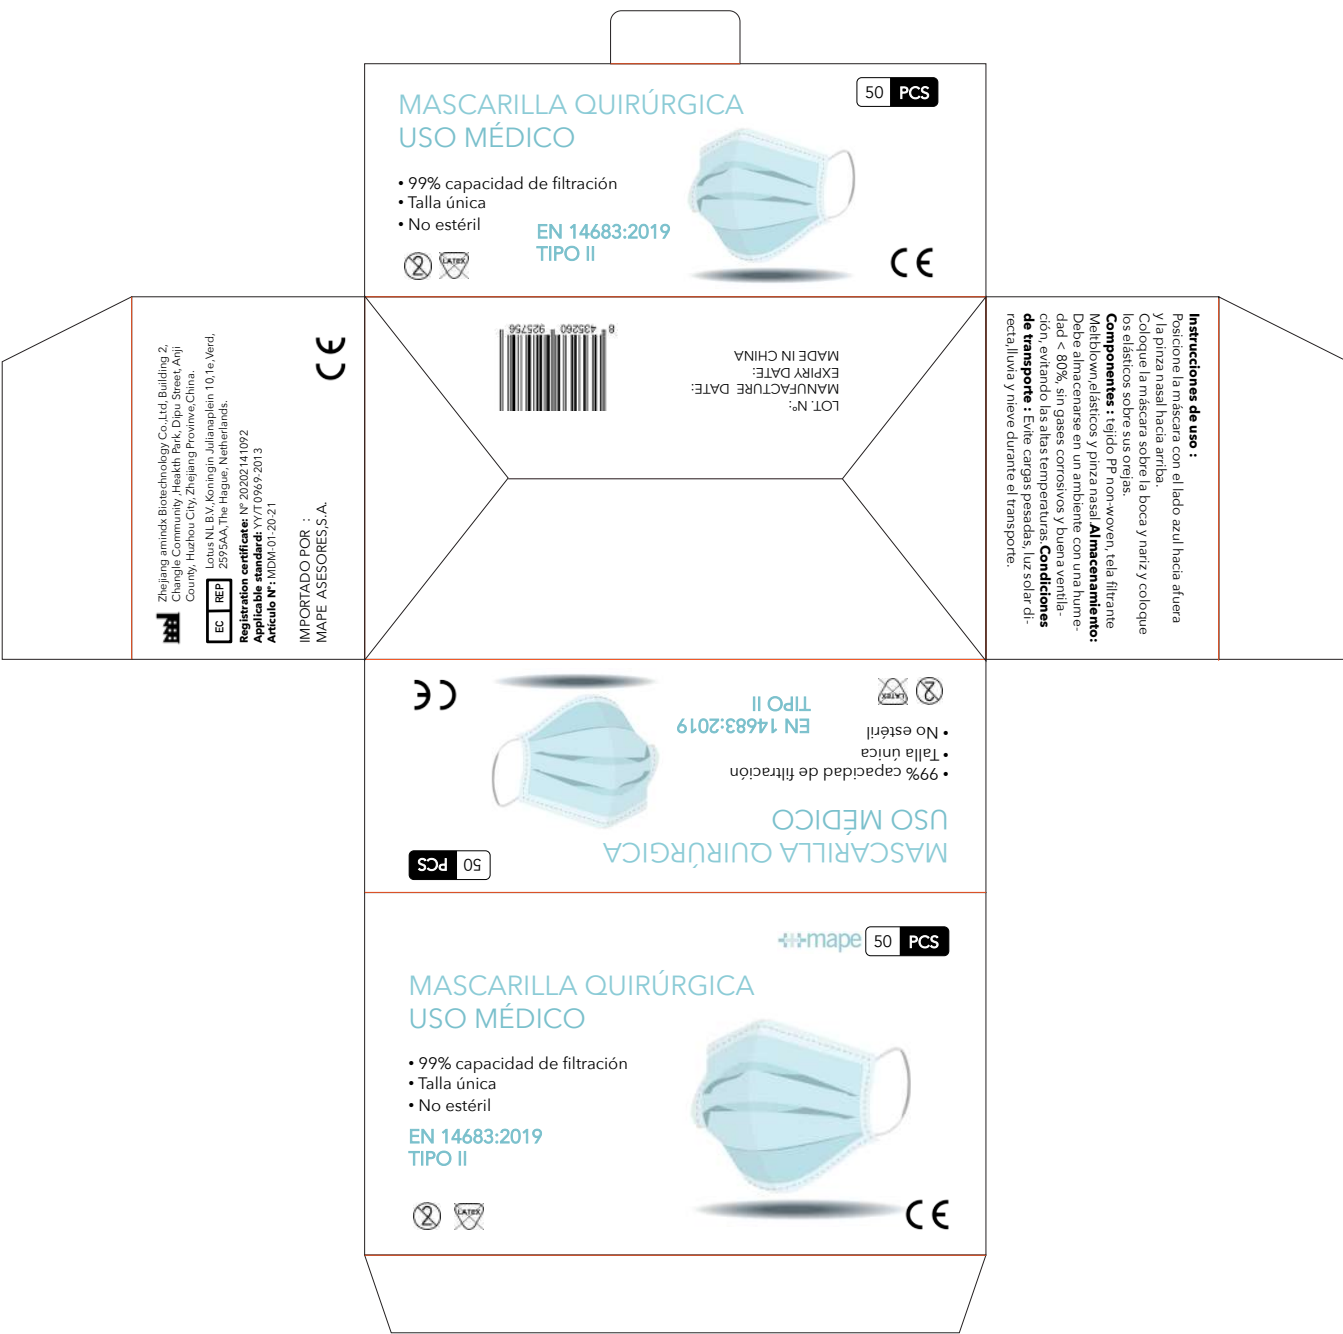 MASCARILLA QUIRÚRGICA
USO MÉDICO
50 PCS
• 99% capacidad de filtración
• Talla única
• No estéril
EN 14683:2019
TIPO II
2
LATEX
CE
Zhejiang amindx Biotechnology Co.,Ltd, Building 2,
Changle Community ,Heakth Park, Dipu Street, Anji
County, Huzhou City, Zhejiang Provinve,China.
EC REP
Lotus NL B.V.,Koningin Julianaplein 10,1e,Verd,
2595AA,The Hague, Netherlands.
Registration certificate: Nº 20202141092
Applicable standard: YY/T 0969-2013
Artículo Nº: MDM-01-20-21
IMPORTADO POR :
MAPE ASESORES,S.A.
CE
LOT. Nº:
MANUFACTURE DATE:
EXPIRY DATE:
MADE IN CHINA
8 435260 925756
Instrucciones de uso :
Posicione la máscara con el lado azul hacia afuera
y la pinza nasal hacia arriba.
Coloque la máscara sobre la boca y nariz y coloque
los elásticos sobre sus orejas.
Componentes : tejido PP non-woven, tela filtrante
Meltblown,elásticos y pinza nasal.Almacenamiento:
Debe almacenarse en un ambiente con una hume-
dad < 80%, sin gases corrosivos y buena ventila-
ción, evitando las altas temperaturas.Condiciones
de transporte : Evite cargas pesadas, luz solar di-
recta,lluvia y nieve durante el transporte.
MASCARILLA QUIRÚRGICA
USO MÉDICO
50 PCS
• 99% capacidad de filtración
• Talla única
• No estéril
EN 14683:2019
TIPO II
2
LATEX
CE
mape
50 PCS
MASCARILLA QUIRÚRGICA
USO MÉDICO
• 99% capacidad de filtración
• Talla única
• No estéril
EN 14683:2019
TIPO II
2
LATEX
CE